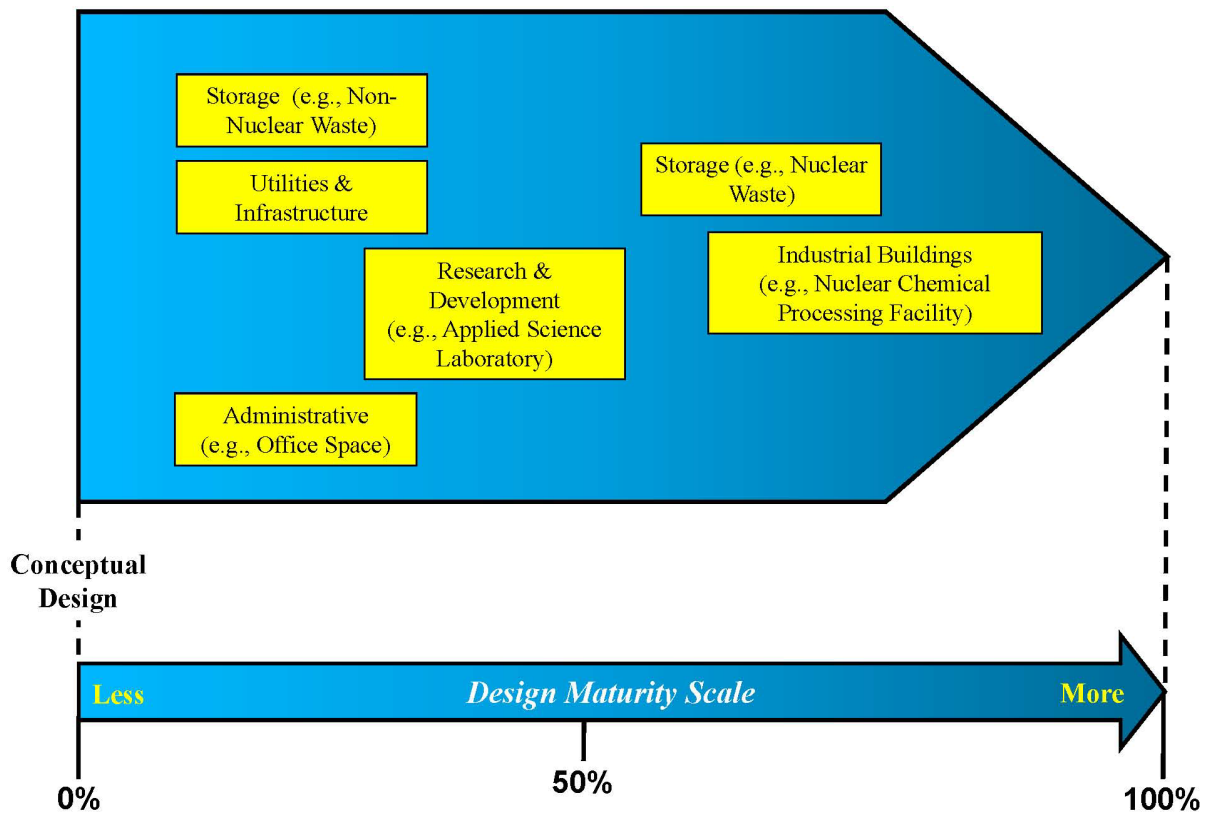 Storage (e.g., Non-
Nuclear Waste)
Utilities &
Infrastructure
Storage (e.g., Nuclear
Waste)
Research &
Development
(e.g., Applied Science
Laboratory)
Industrial Buildings
(e.g., Nuclear Chemical
Processing Facility)
Administrative
(e.g., Office Space)
Conceptual
Design
Less Design Maturity Scale More
0% 50% 100%